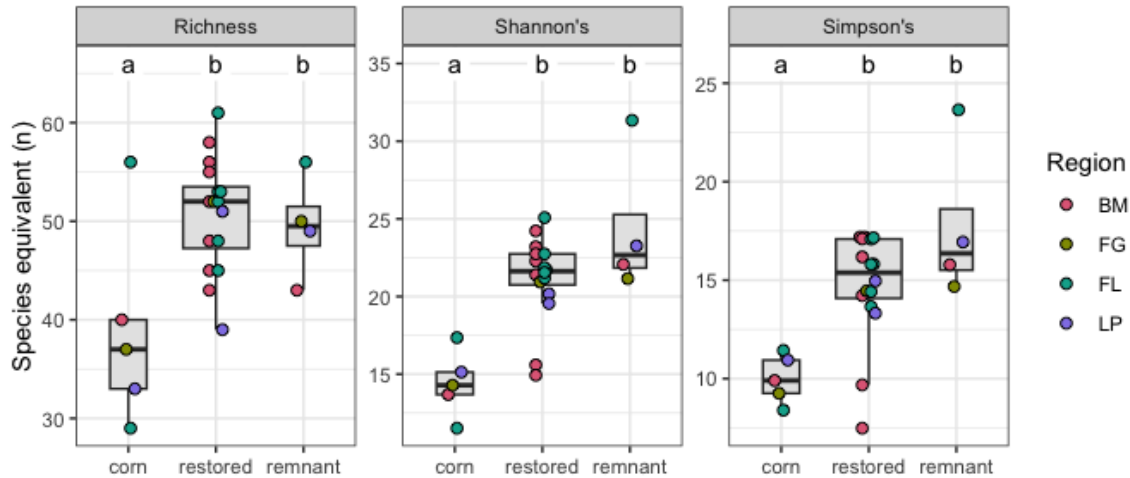 Richness
Shannon's
Simpson's
a b b
a b b
a b b
Species equivalent (n)
60
50
40
30
35
30
25
20
15
25
20
15
10
corn restored remnant
corn restored remnant
corn restored remnant
Region
BM
FG
FL
LP